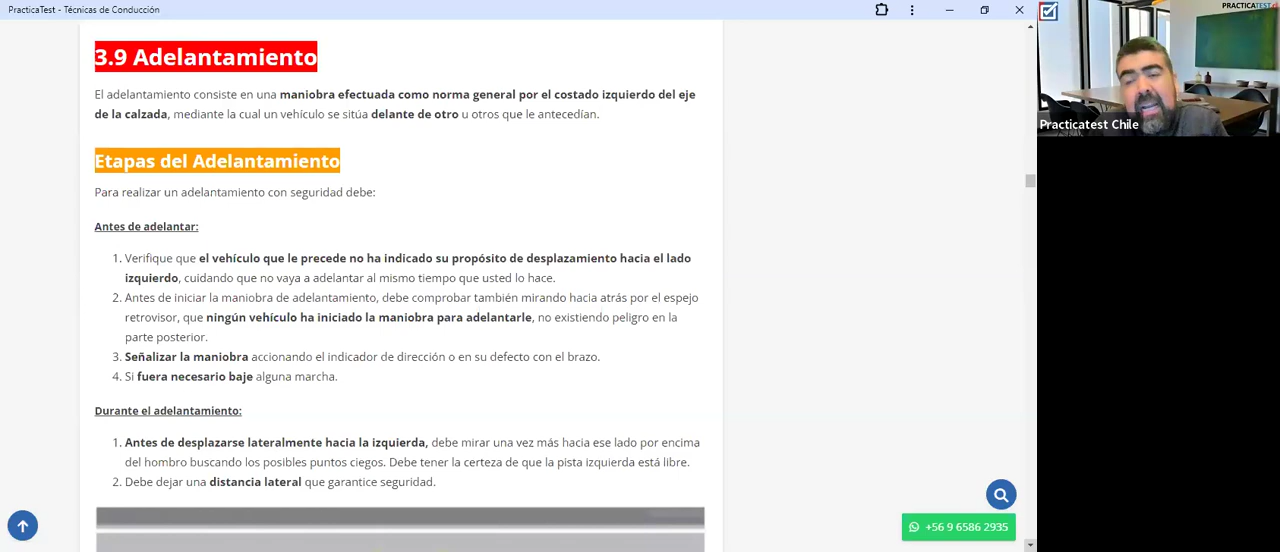 PracticaTest - Técnicas de Conducción
PRACTICATEST
Practicatest Chile
3.9 Adelantamiento
El adelantamiento consiste en una maniobra efectuada como norma general por el costado izquierdo del eje
de la calzada, mediante la cual un vehículo se sitúa delante de otro u otros que le antecedían.
Etapas del Adelantamiento
Para realizar un adelantamiento con seguridad debe:
Antes de adelantar:
1. Verifique que el vehículo que le precede no ha indicado su propósito de desplazamiento hacia el lado
izquierdo, cuidando que no vaya a adelantar al mismo tiempo que usted lo hace.
2. Antes de iniciar la maniobra de adelantamiento, debe comprobar también mirando hacia atrás por el espejo
retrovisor, que ningún vehículo ha iniciado la maniobra para adelantarle, no existiendo peligro en la
parte posterior.
3. Señalizar la maniobra accionando el indicador de dirección o en su defecto con el brazo.
4. Si fuera necesario baje alguna marcha.
Durante el adelantamiento:
1. Antes de desplazarse lateralmente hacia la izquierda, debe mirar una vez más hacia ese lado por encima
del hombro buscando los posibles puntos ciegos. Debe tener la certeza de que la pista izquierda está libre.
2. Debe dejar una distancia lateral que garantice seguridad.
+56 9 6586 2935